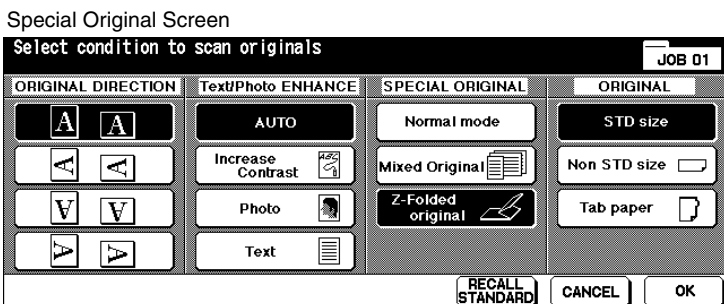 Special Original Screen
Select condition to scan originals
JOB 01
ORIGINAL DIRECTION
Text/Photo ENHANCE
SPECIAL ORIGINAL
ORIGINAL
A A
AUTO
Normal mode
STD size
A A
Increase
Contrast
ABC
Mixed Original
Non STD size
A A
Photo
Z-Folded
original
Tab paper
A A
Text
RECALL
STANDARD
CANCEL
OK